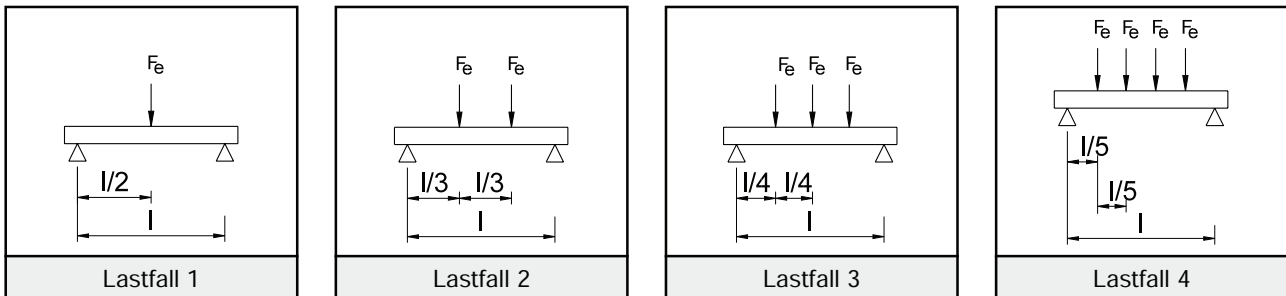 Fe
l/2
l
Lastfall 1
Fe Fe
l/3 l/3
l
Lastfall 2
Fe Fe Fe
l/4 l/4
l
Lastfall 3
Fe Fe Fe Fe
l/5
l/5
l
Lastfall 4